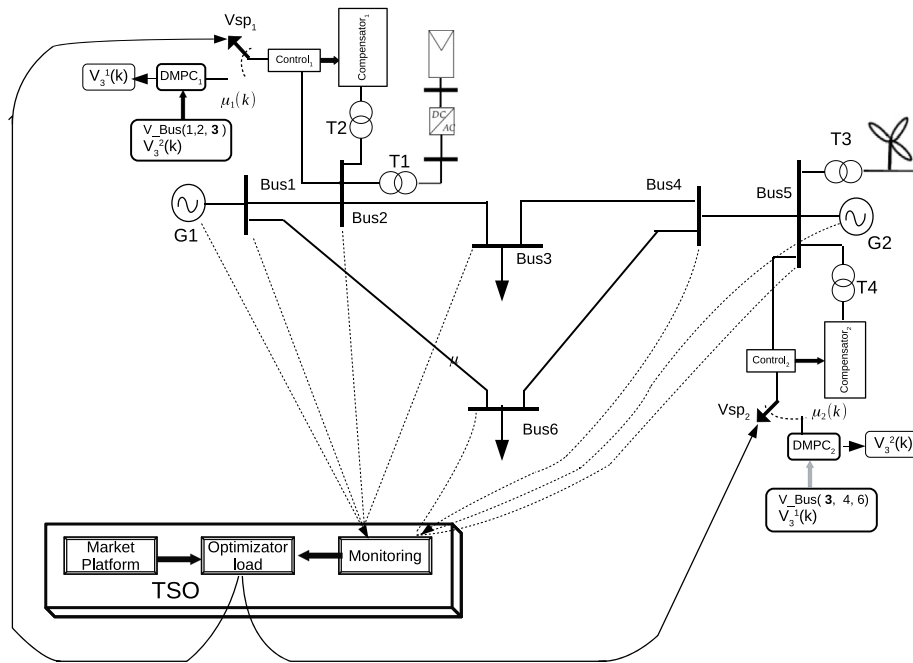 Vsp₁
Control₁
Compensator₁
V₃¹(k)
DMPC₁
μ₁(k)
V_Bus(1,2, 3 )
V₃²(k)
T2
DC
AC
T1
T3
Bus1
Bus2
Bus4
Bus5
G1
G2
Bus3
T4
μ
Control₂
Compensator₂
Vsp₂
μ₂(k)
Bus6
DMPC₂
V₃²(k)
V_Bus( 3, 4, 6)
V₃¹(k)
Market
Platform
Optimizator
load
Monitoring
TSO